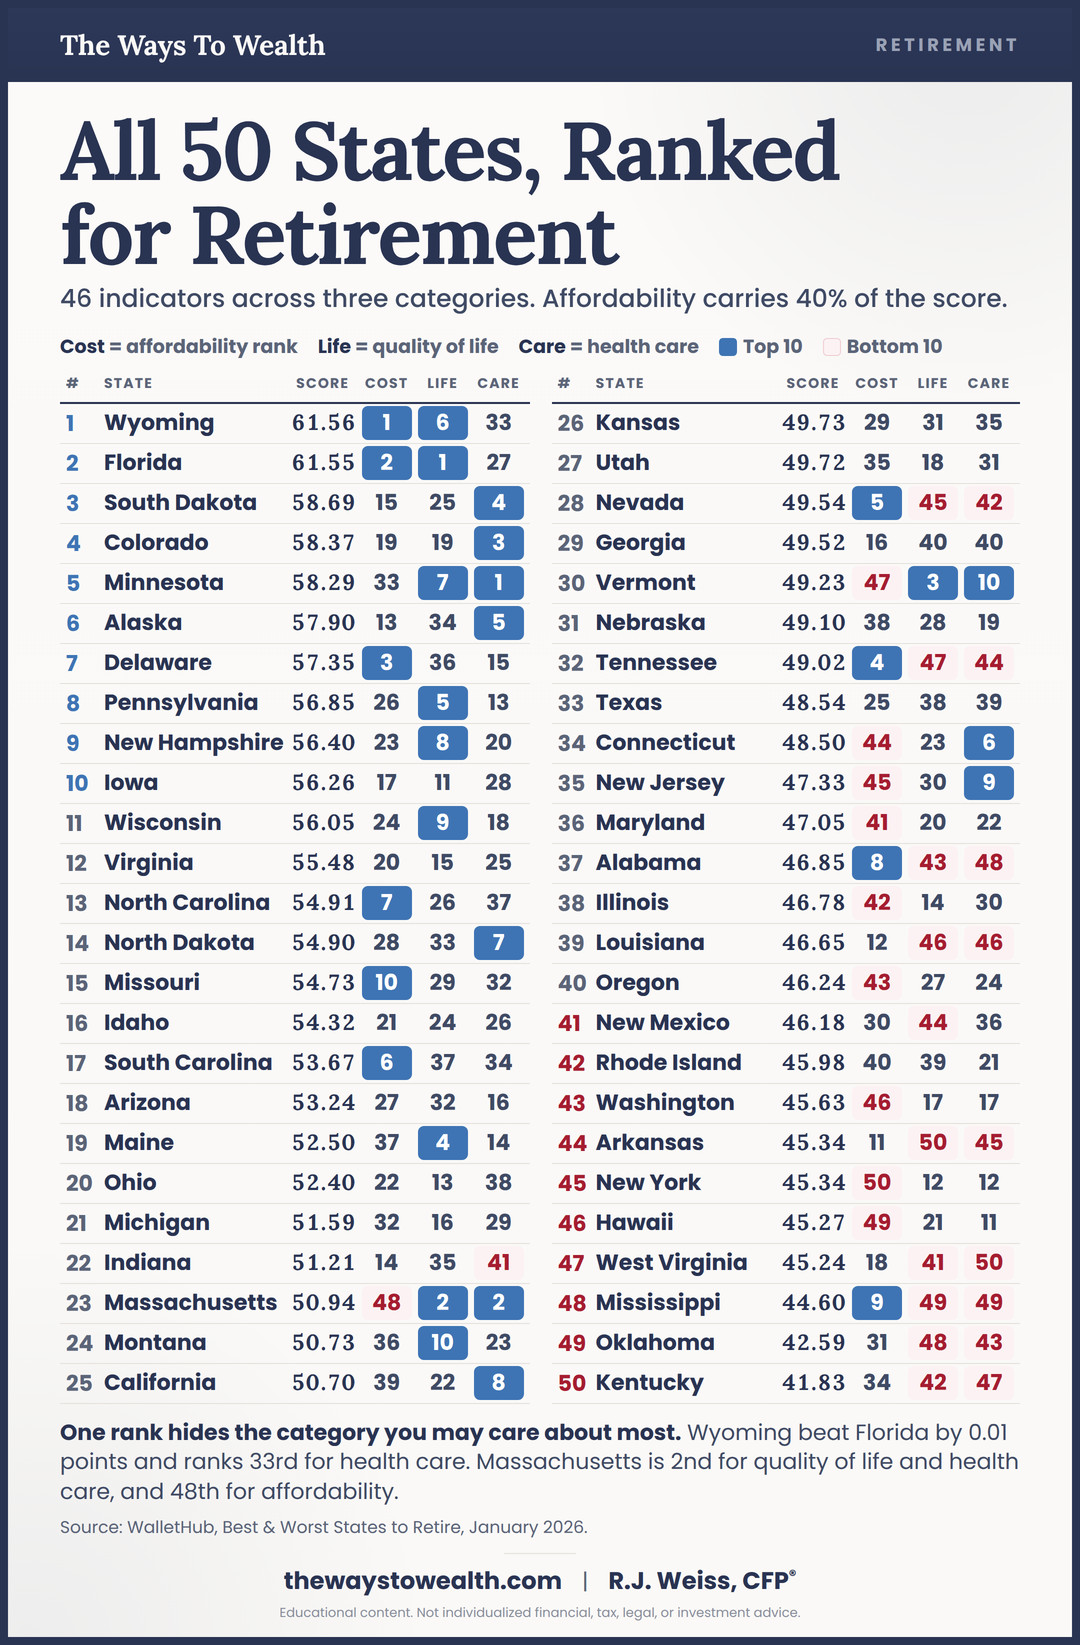 The Ways To Wealth
RETIREMENT
All 50 States, Ranked
for Retirement
46 indicators across three categories. Affordability carries 40% of the score.
Cost = affordability rank Life = quality of life Care = health care Top 10 Bottom 10
# STATE SCORE COST LIFE CARE
1 Wyoming 61.56 1 6 33
2 Florida 61.55 2 1 27
3 South Dakota 58.69 15 25 4
4 Colorado 58.37 19 19 3
5 Minnesota 58.29 33 7 1
6 Alaska 57.90 13 34 5
7 Delaware 57.35 3 36 15
8 Pennsylvania 56.85 26 5 13
9 New Hampshire 56.40 23 8 20
10 Iowa 56.26 17 11 28
11 Wisconsin 56.05 24 9 18
12 Virginia 55.48 20 15 25
13 North Carolina 54.91 7 26 37
14 North Dakota 54.90 28 33 7
15 Missouri 54.73 10 29 32
16 Idaho 54.32 21 24 26
17 South Carolina 53.67 6 37 34
18 Arizona 53.24 27 32 16
19 Maine 52.50 37 4 14
20 Ohio 52.40 22 13 38
21 Michigan 51.59 32 16 29
22 Indiana 51.21 14 35 41
23 Massachusetts 50.94 48 2 2
24 Montana 50.73 36 10 23
25 California 50.70 39 22 8
# STATE SCORE COST LIFE CARE
26 Kansas 49.73 29 31 35
27 Utah 49.72 35 18 31
28 Nevada 49.54 5 45 42
29 Georgia 49.52 16 40 40
30 Vermont 49.23 47 3 10
31 Nebraska 49.10 38 28 19
32 Tennessee 49.02 4 47 44
33 Texas 48.54 25 38 39
34 Connecticut 48.50 44 23 6
35 New Jersey 47.33 45 30 9
36 Maryland 47.05 41 20 22
37 Alabama 46.85 8 43 48
38 Illinois 46.78 42 14 30
39 Louisiana 46.65 12 46 46
40 Oregon 46.24 43 27 24
41 New Mexico 46.18 30 44 36
42 Rhode Island 45.98 40 39 21
43 Washington 45.63 46 17 17
44 Arkansas 45.34 11 50 45
45 New York 45.34 50 12 12
46 Hawaii 45.27 49 21 11
47 West Virginia 45.24 18 41 50
48 Mississippi 44.60 9 49 49
49 Oklahoma 42.59 31 48 43
50 Kentucky 41.83 34 42 47
One rank hides the category you may care about most. Wyoming beat Florida by 0.01
points and ranks 33rd for health care. Massachusetts is 2nd for quality of life and health
care, and 48th for affordability.
Source: WalletHub, Best & Worst States to Retire, January 2026.
thewaystowealth.com | R.J. Weiss, CFP®
Educational content. Not individualized financial, tax, legal, or investment advice.